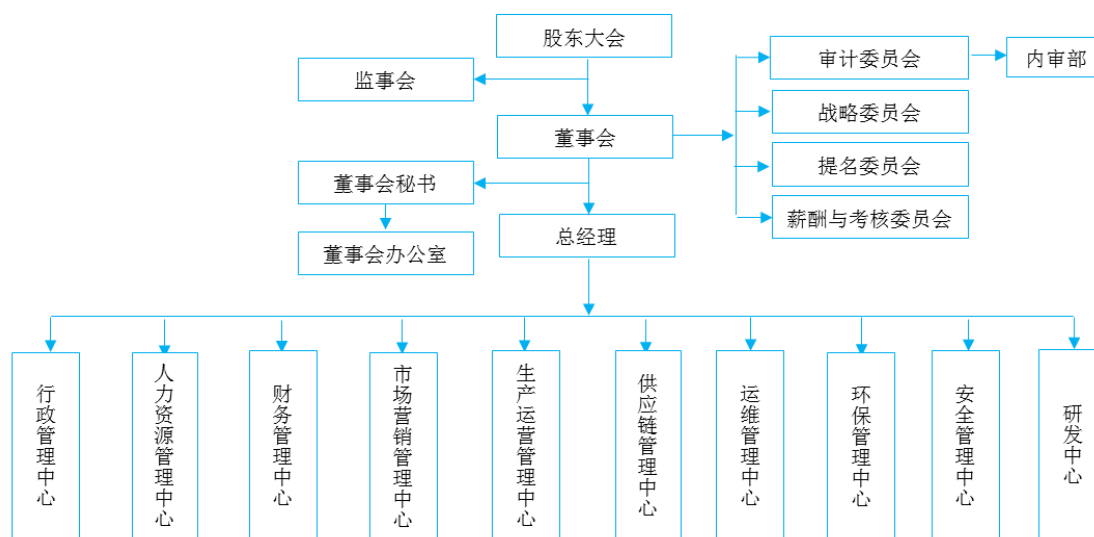 股东大会
监事会
审计委员会
内审部
战略委员会
董事会
提名委员会
董事会秘书
薪酬与考核委员会
总经理
董事会办公室
行政管理中心
人力资源管理中心
财务管理中心
市场营销管理中心
生产运营管理中心
供应链管理中心
运维管理中心
环保管理中心
安全管理中心
研发中心